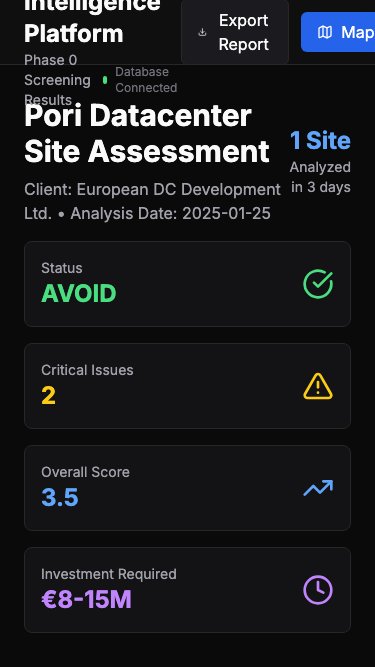 Intelligence
Platform
Export
Report
Map
Phase 0
Screening
Results
Database
Connected
Pori Datacenter
Site Assessment
1 Site
Analyzed
in 3 days
Client: European DC Development
Ltd. • Analysis Date: 2025-01-25
Status
AVOID
Critical Issues
2
Overall Score
3.5
Investment Required
€8-15M